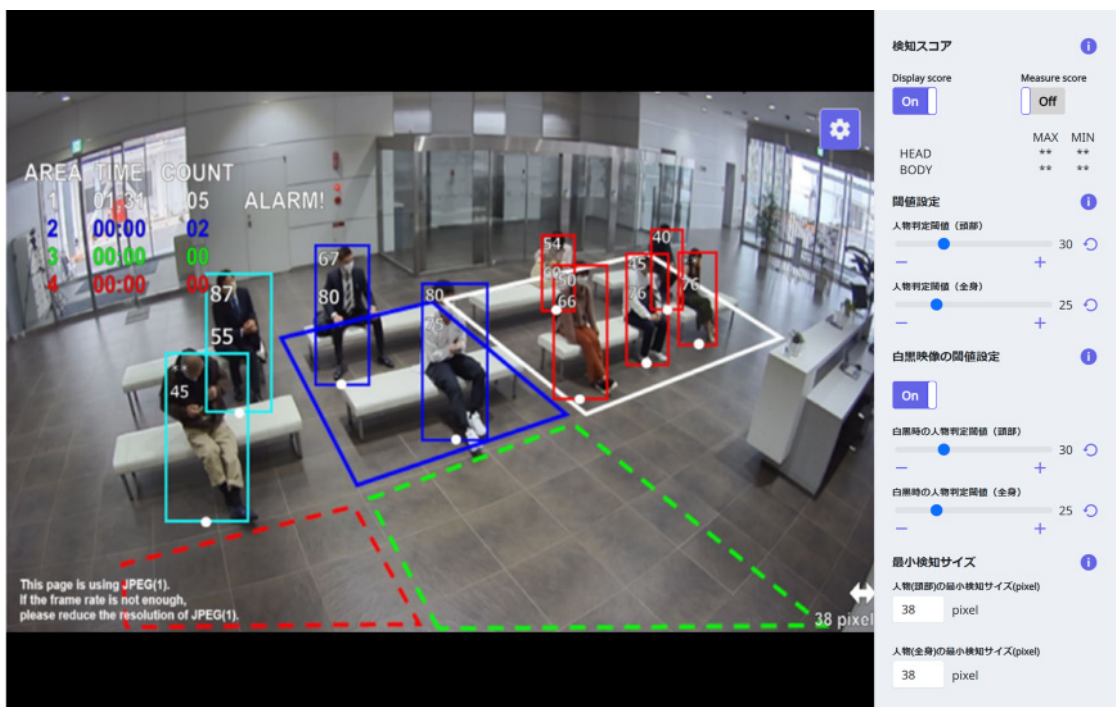 AREA TIME COUNT
1 01:31 05 ALARM!
2 00:00 02
3 00:00 00
4 00:00 00
87
55
45
67
80
80
75
54
50
66
45
76
40
76
This page is using JPEG(1).
If the frame rate is not enough,
please reduce the resolution of JPEG(1).
38 pixel
検知スコア
Display score Measure score
On Off
MAX MIN
HEAD ** **
BODY ** **
閾値設定
人物判定閾値（頭部）
30
− +
人物判定閾値（全身）
25
− +
白黒映像の閾値設定
On
白黒時の人物判定閾値（頭部）
30
− +
白黒時の人物判定閾値（全身）
25
− +
最小検知サイズ
人物(頭部)の最小検知サイズ(pixel)
38 pixel
人物(全身)の最小検知サイズ(pixel)
38 pixel